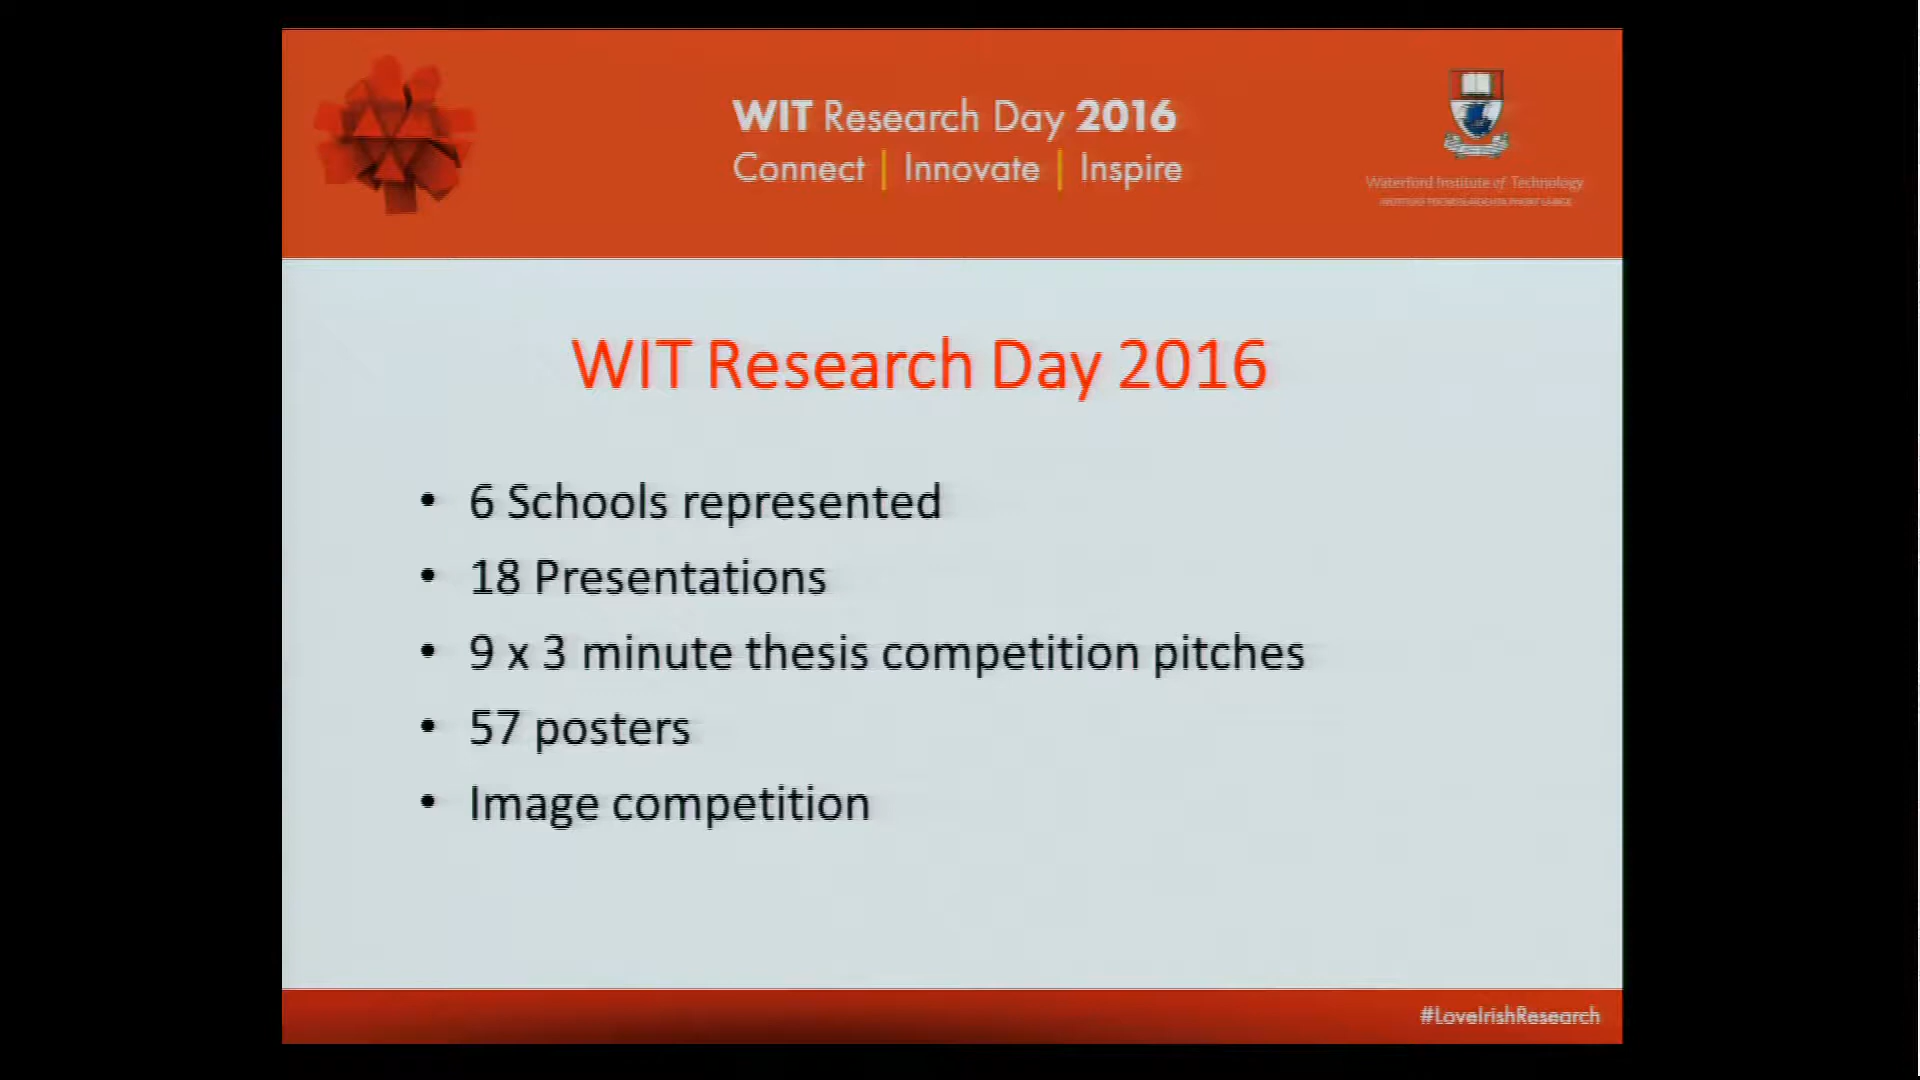 WIT Research Day 2016
Connect | Innovate | Inspire
Waterford Institute of Technology
WIT Research Day 2016
• 6 Schools represented
• 18 Presentations
• 9 x 3 minute thesis competition pitches
• 57 posters
• Image competition
#LoveIrishResearch